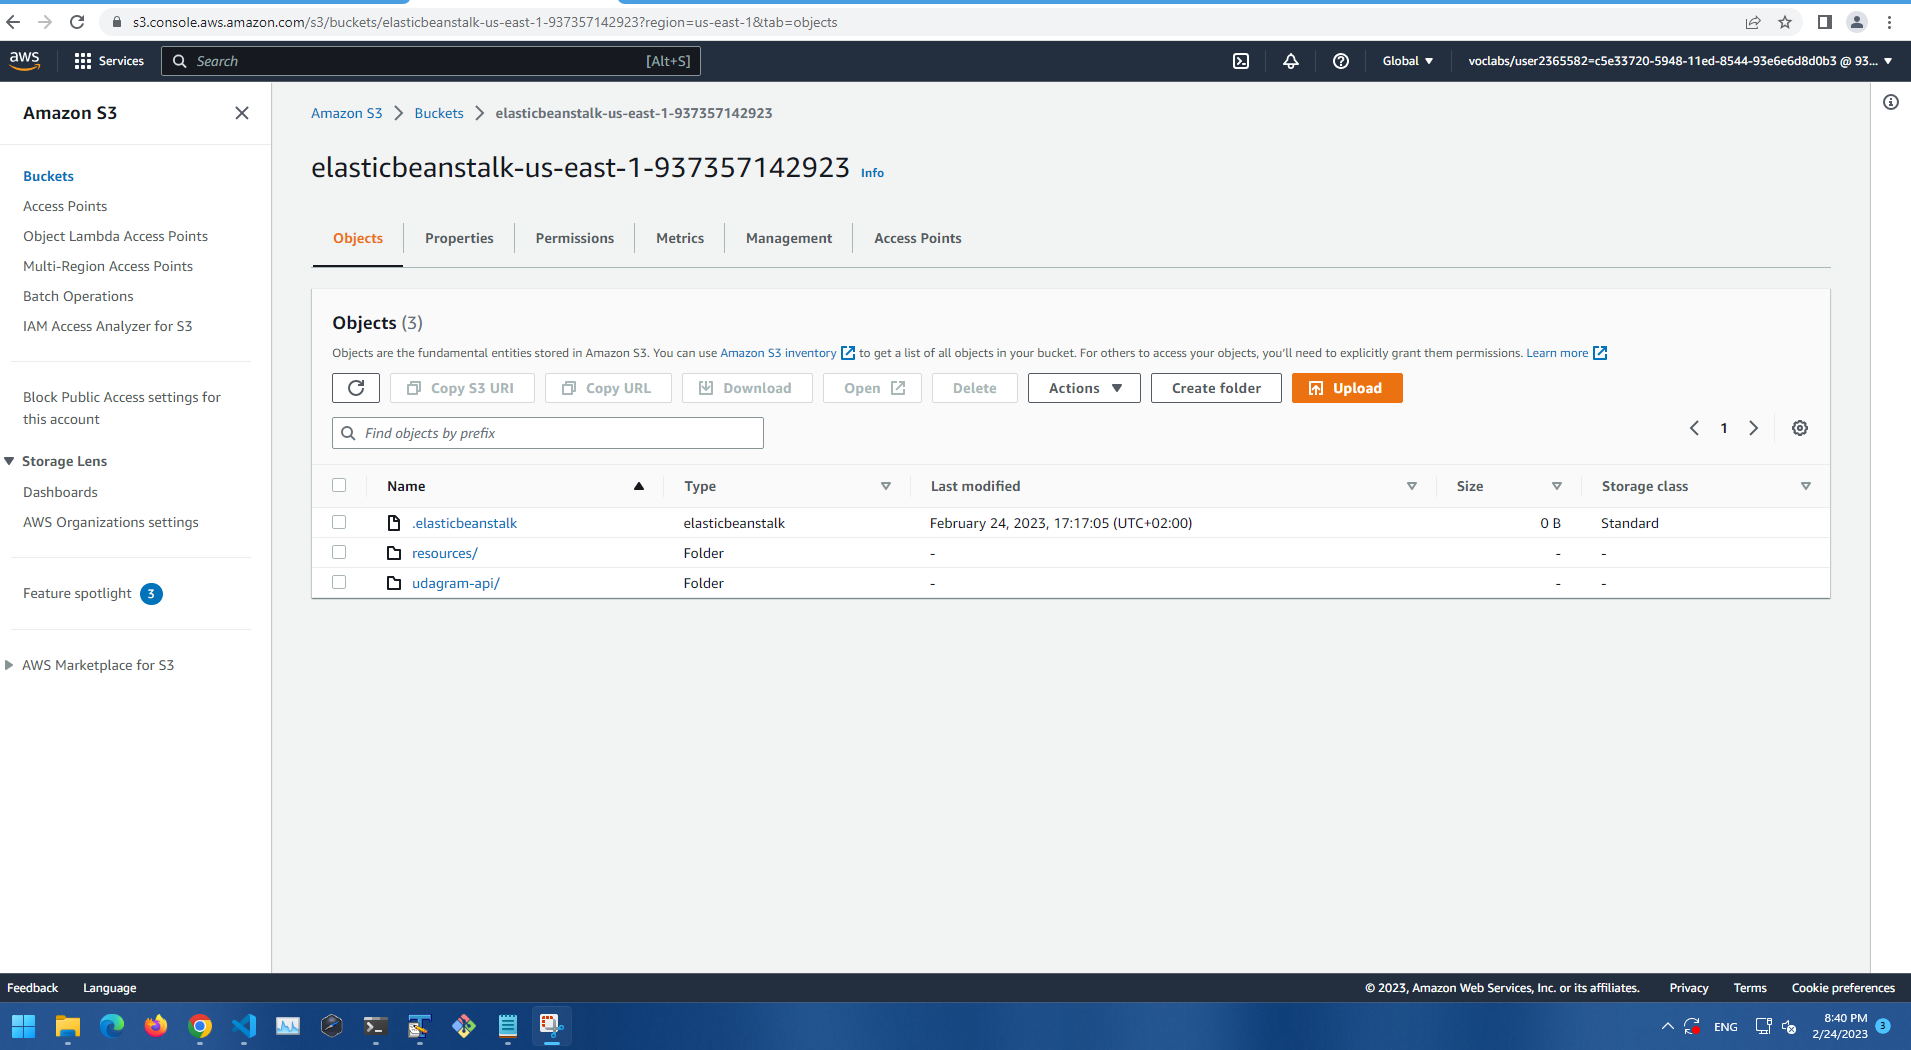 s3.console.aws.amazon.com/s3/buckets/elasticbeanstalk-us-east-1-937357142923?region=us-east-1&tab=objects
aws Services Search [Alt+S] Global voclabs/user2365582=c5e33720-5948-11ed-8544-93e6e6d8d0b3 @ 93...
Amazon S3
Buckets
Access Points
Object Lambda Access Points
Multi-Region Access Points
Batch Operations
IAM Access Analyzer for S3
Block Public Access settings for
this account
Storage Lens
Dashboards
AWS Organizations settings
Feature spotlight 3
AWS Marketplace for S3
Amazon S3 Buckets elasticbeanstalk-us-east-1-937357142923
elasticbeanstalk-us-east-1-937357142923 Info
Objects Properties Permissions Metrics Management Access Points
Objects (3)
Objects are the fundamental entities stored in Amazon S3. You can use Amazon S3 inventory to get a list of all objects in your bucket. For others to access your objects, you'll need to explicitly grant them permissions. Learn more
Copy S3 URI Copy URL Download Open Delete Actions Create folder Upload
Find objects by prefix 1
Name Type Last modified Size Storage class
.elasticbeanstalk elasticbeanstalk February 24, 2023, 17:17:05 (UTC+02:00) 0 B Standard
resources/ Folder - - -
udagram-api/ Folder - - -
Feedback Language © 2023, Amazon Web Services, Inc. or its affiliates. Privacy Terms Cookie preferences
ENG 8:40 PM 3
2/24/2023